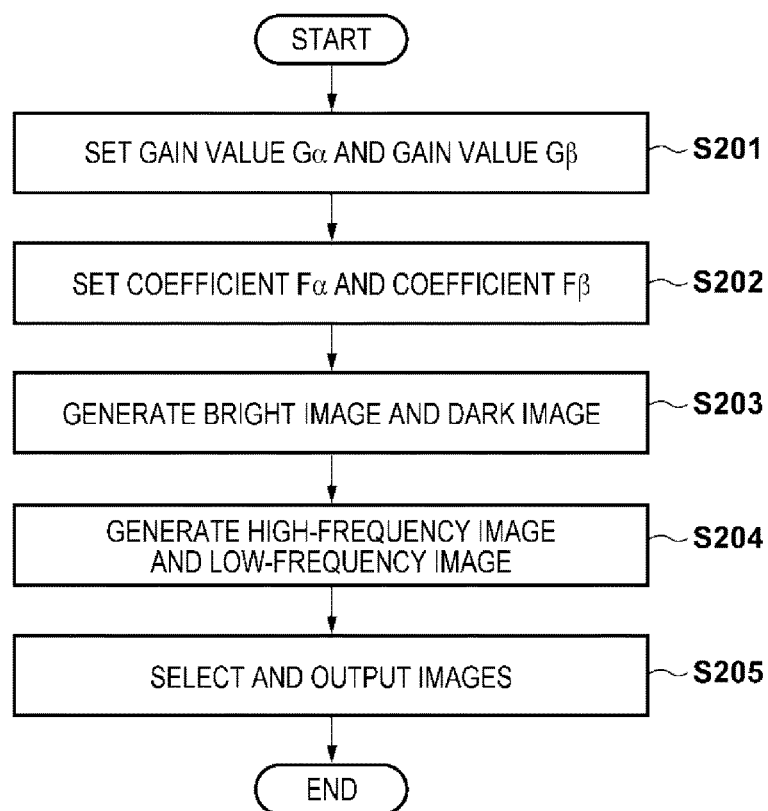 START
SET GAIN VALUE Gα AND GAIN VALUE Gβ
S201
SET COEFFICIENT Fα AND COEFFICIENT Fβ
S202
GENERATE BRIGHT IMAGE AND DARK IMAGE
S203
GENERATE HIGH-FREQUENCY IMAGE
AND LOW-FREQUENCY IMAGE
S204
SELECT AND OUTPUT IMAGES
S205
END